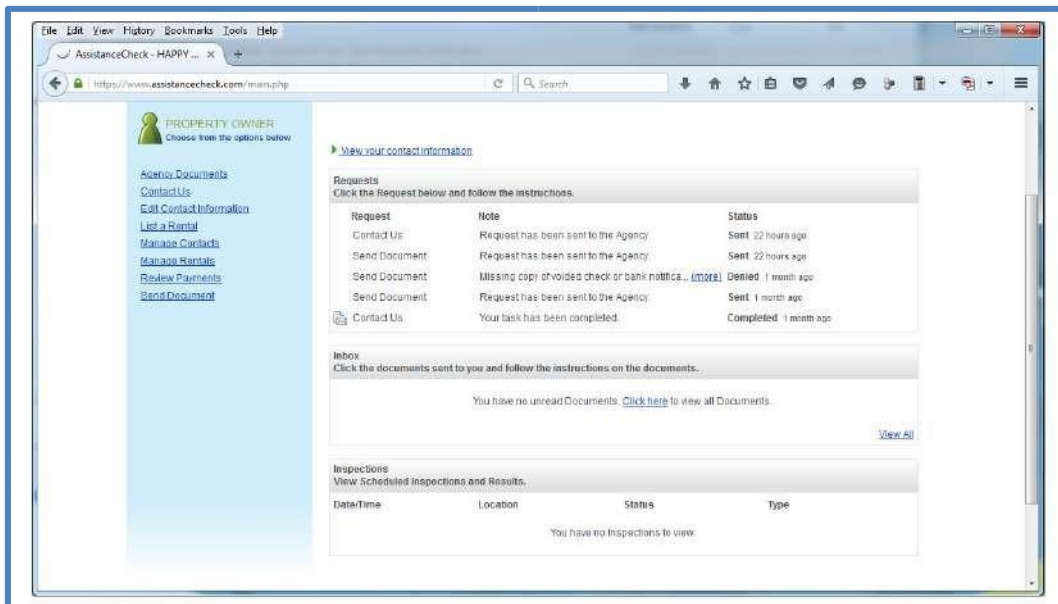 File Edit View History Bookmarks Tools Help
AssistanceCheck - HAPPY ... × +
https://www.assistancecheck.com/main.php
Search
PROPERTY OWNER
Choose from the options below
Agency Documents
Contact Us
Edit Contact Information
List a Rental
Manage Contacts
Manage Rentals
Review Payments
Send Document
View your contact information
Requests
Click the Request below and follow the instructions.
Request Note Status
Contact Us Request has been sent to the Agency. Sent 22 hours ago
Send Document Request has been sent to the Agency. Sent 22 hours ago
Send Document Missing copy of voided check or bank notifica... (more) Denied 1 month ago
Send Document Request has been sent to the Agency. Sent 1 month ago
Contact Us Your task has been completed. Completed 1 month ago
Inbox
Click the documents sent to you and follow the instructions on the documents.
You have no unread Documents. Click here to view all Documents.
View All
Inspections
View Scheduled Inspections and Results.
Date/Time Location Status Type
You have no Inspections to view.